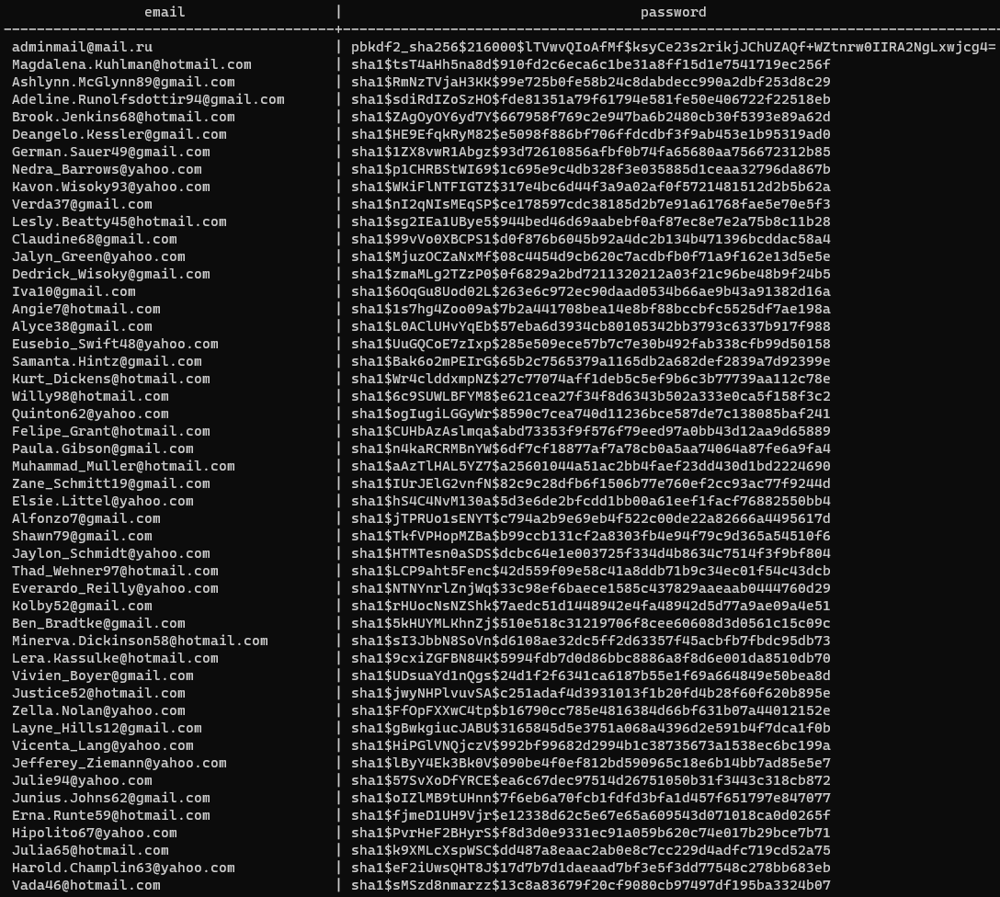 email | password
adminmail@mail.ru | pbkdf2_sha256$216000$lTVwvQIoAfMf$ksyCe23s2rikjJChUZAQf+WZtnrw0IIRA2NgLxwjcg4=
Magdalena.Kuhlman@hotmail.com | sha1$tsT4aHh5na8d$910fd2c6eca6c1be31a8ff15d1e7541719ec256f
Ashlynn.McGlynn89@gmail.com | sha1$RmNzTVjaH3KK$99e725b0fe58b24c8dabdecc990a2dbf253d8c29
Adeline.Runolfsdottir94@gmail.com | sha1$sdiRdIZoSzHO$fde81351a79f61794e581fe50e406722f22518eb
Brook.Jenkins68@hotmail.com | sha1$ZAgOyOY6yd7Y$667958f769c2e947ba6b2480cb30f5393e89a62d
Deangelo.Kessler@gmail.com | sha1$HE9EfqkRyM82$e5098f886bf706ffdcdbf3f9ab453e1b95319ad0
German.Sauer49@gmail.com | sha1$1ZX8vwR1Abgz$93d72610856afbf0b74fa65680aa756672312b85
Nedra_Barrows@yahoo.com | sha1$p1CHRBStWI69$1c695e9c4db328f3e035885d1ceaa32796da867b
Kavon.Wisoky93@yahoo.com | sha1$WKiFlNTFIGTZ$317e4bc6d44f3a9a02af0f5721481512d2b5b62a
Verda37@gmail.com | sha1$nI2qNIsMEqSP$ce178597cdc38185d2b7e91a61768fae5e70e5f3
Lesly.Beatty45@hotmail.com | sha1$sg2IEa1UBye5$944bed46d69aabebf0af87ec8e7e2a75b8c11b28
Claudine68@gmail.com | sha1$99vVo0XBCPS1$d0f876b6045b92a4dc2b134b471396bcddac58a4
Jalyn_Green@yahoo.com | sha1$MjuzOCZaNxMf$08c4454d9cb620c7acdbfb0f71a9f162e13d5e5e
Dedrick_Wisoky@gmail.com | sha1$zmaMLg2TZzP0$0f6829a2bd7211320212a03f21c96be48b9f24b5
Iva10@gmail.com | sha1$6OqGu8Uod02L$263e6c972ec90daad0534b66ae9b43a91382d16a
Angie7@hotmail.com | sha1$1s7hg4Zoo09a$7b2a441708bea14e8bf88bccbfc5525df7ae198a
Alyce38@gmail.com | sha1$L0AClUHvYqEb$57eba6d3934cb80105342bb3793c6337b917f988
Eusebio_Swift48@yahoo.com | sha1$UuGQCoE7zIxp$285e509ece57b7c7e30b492fab338cfb99d50158
Samanta.Hintz@gmail.com | sha1$Bak6o2mPEIrG$65b2c7565379a1165db2a682def2839a7d92399e
Kurt_Dickens@hotmail.com | sha1$Wr4clddxmpNZ$27c77074aff1deb5c5ef9b6c3b77739aa112c78e
Willy98@hotmail.com | sha1$6c9SUWLBFYM8$e621cea27f34f8d6343b502a333e0ca5f158f3c2
Quinton62@yahoo.com | sha1$ogIugiLGGyWr$8590c7cea740d11236bce587de7c138085baf241
Felipe_Grant@hotmail.com | sha1$CUHbAzAslmqa$abd73353f9f576f79eed97a0bb43d12aa9d65889
Paula.Gibson@gmail.com | sha1$n4kaRCRMBnYW$6df7cf18877af7a78cb0a5aa74064a87fe6a9fa4
Muhammad_Muller@hotmail.com | sha1$aAzTlHAL5YZ7$a25601044a51ac2bb4faef23dd430d1bd2224690
Zane_Schmitt19@gmail.com | sha1$IUrJElG2vnfN$82c9c28dfb6f1506b77e760ef2cc93ac77f9244d
Elsie.Littel@yahoo.com | sha1$hS4C4NvM130a$5d3e6de2bfcdd1bb00a61eef1facf76882550bb4
Alfonzo7@gmail.com | sha1$jTPRUo1sENYT$c794a2b9e69eb4f522c00de22a82666a4495617d
Shawn79@gmail.com | sha1$TkfVPHopMZBa$b99ccb131cf2a8303fb4e94f79c9d365a54510f6
Jaylon_Schmidt@yahoo.com | sha1$HTMTesn0aSDS$dcbc64e1e003725f334d4b8634c7514f3f9bf804
Thad_Wehner97@hotmail.com | sha1$LCP9aht5Fenc$42d559f09e58c41a8ddb71b9c34ec01f54c43dcb
Everardo_Reilly@yahoo.com | sha1$NTNYnrlZnjWq$33c98ef6baece1585c437829aaeaab0444760d29
Kolby52@gmail.com | sha1$rHUocNsNZShk$7aedc51d1448942e4fa48942d5d77a9ae09a4e51
Ben_Bradtke@gmail.com | sha1$5kHUYMLKhnZj$510e518c31219706f8cee60608d3d0561c15c09c
Minerva.Dickinson58@hotmail.com | sha1$sI3JbbN8SoVn$d6108ae32dc5ff2d63357f45acbfb7fbdc95db73
Lera.Kassulke@hotmail.com | sha1$9cxiZGFBN84K$5994fdb7d0d86bbc8886a8f8d6e001da8510db70
Vivien_Boyer@gmail.com | sha1$UDsuaYd1nQgs$24d1f2f6341ca6187b55e1f69a664849e50bea8d
Justice52@hotmail.com | sha1$jwyNHPlvuvSA$c251adaf4d3931013f1b20fd4b28f60f620b895e
Zella.Nolan@yahoo.com | sha1$FfOpFXXwC4tp$b16790cc785e4816384d66bf631b07a44012152e
Layne_Hills12@gmail.com | sha1$gBwkgiucJABU$3165845d5e3751a068a4396d2e591b4f7dca1f0b
Vicenta_Lang@yahoo.com | sha1$HiPGlVNQjczV$992bf99682d2994b1c38735673a1538ec6bc199a
Jefferey_Ziemann@yahoo.com | sha1$lByY4Ek3Bk0V$090be4f0ef812bd590965c18e6b14bb7ad85e5e7
Julie94@yahoo.com | sha1$57SvXoDfYRCE$ea6c67dec97514d26751050b31f3443c318cb872
Junius.Johns62@gmail.com | sha1$oIZlMB9tUHnn$7f6eb6a70fcb1fdfd3bfa1d457f651797e847077
Erna.Runte59@hotmail.com | sha1$fjmeD1UH9Vjr$e12338d62c5e67e65a609543d071018ca0d0265f
Hipolito67@yahoo.com | sha1$PvrHeF2BHyrS$f8d3d0e9331ec91a059b620c74e017b29bce7b71
Julia65@hotmail.com | sha1$k9XMLcXspWSC$dd487a8eaac2ab0e8c7cc229d4adfc719cd52a75
Harold.Champlin63@yahoo.com | sha1$eF2iUwsQHT8J$17d7b7d1daeaad7bf3e5f3dd77548c278bb683eb
Vada46@hotmail.com | sha1$sMSzd8nmarzz$13c8a83679f20cf9080cb97497df195ba3324b07